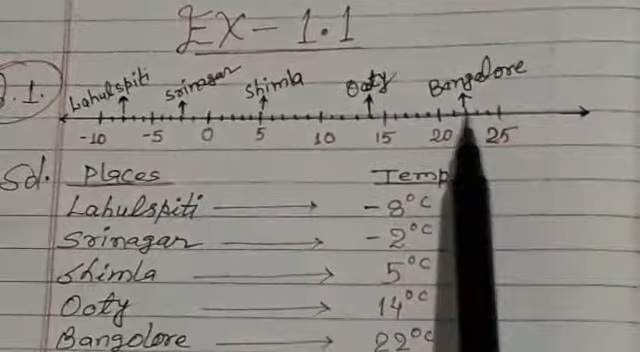 Ex - 1.1
Q.1.
Lahulspiti Srinagar Shimla Ooty Bangalore
-10 -5 0 5 10 15 20 25
Sol. Places Temp
Lahulspiti → -8°C
Srinagar → -2°C
Shimla → 5°C
Ooty → 14°C
Bangolore → 22°C